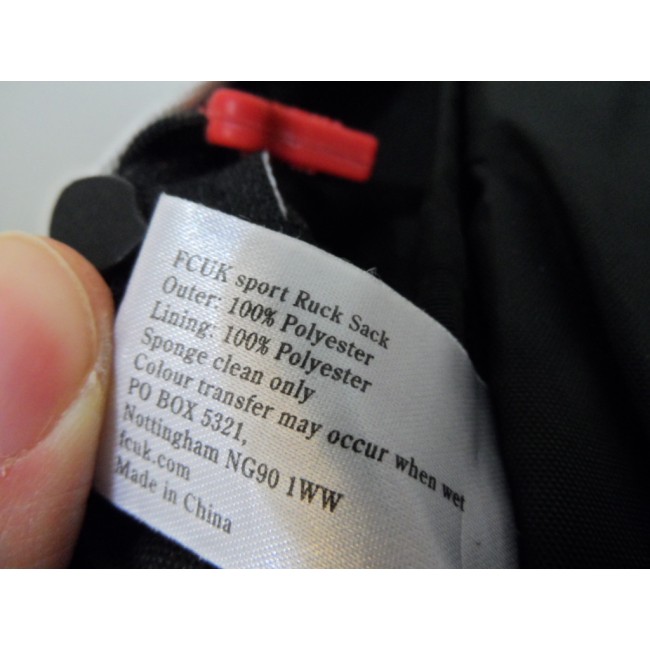 FCUK sport Ruck Sack
Outer: 100% Polyester
Lining: 100% Polyester
Sponge clean only
Colour transfer may occur when wet
PO BOX 5321,
Nottingham NG90 1WW
fcuk.com
Made in China